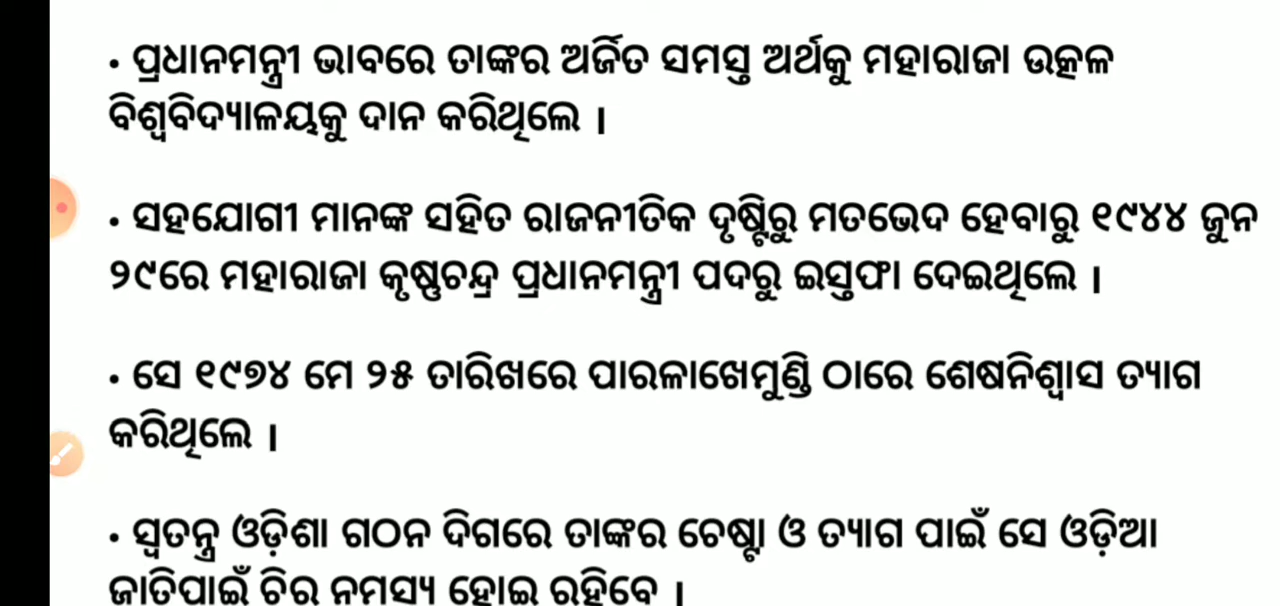 • ପ୍ରଧାନମନ୍ତ୍ରୀ ଭାବରେ ତାଙ୍କର ଅର୍ଜିତ ସମସ୍ତ ଅର୍ଥକୁ ମହାରାଜା ଉତ୍କଳ
ବିଶ୍ୱବିଦ୍ୟାଳୟକୁ ଦାନ କରିଥିଲେ ।
• ସହଯୋଗୀ ମାନଙ୍କ ସହିତ ରାଜନୀତିକ ଦୃଷ୍ଟିରୁ ମତଭେଦ ହେବାରୁ ୧୯୪୪ ଜୁନ
୨୯ରେ ମହାରାଜା କୃଷ୍ଣଚନ୍ଦ୍ର ପ୍ରଧାନମନ୍ତ୍ରୀ ପଦରୁ ଇସ୍ତଫା ଦେଇଥିଲେ ।
• ସେ ୧୯୭୪ ମେ ୨୫ ତାରିଖରେ ପାରଳାଖେମୁଣ୍ଡି ଠାରେ ଶେଷନିଶ୍ୱାସ ତ୍ୟାଗ
କରିଥିଲେ ।
• ସ୍ୱତନ୍ତ୍ର ଓଡ଼ିଶା ଗଠନ ଦିଗରେ ତାଙ୍କର ଚେଷ୍ଟା ଓ ତ୍ୟାଗ ପାଇଁ ସେ ଓଡ଼ିଆ
ଜାତିପାଇଁ ଚିର ନମସ୍ୟ ହୋଇ ରହିବେ ।